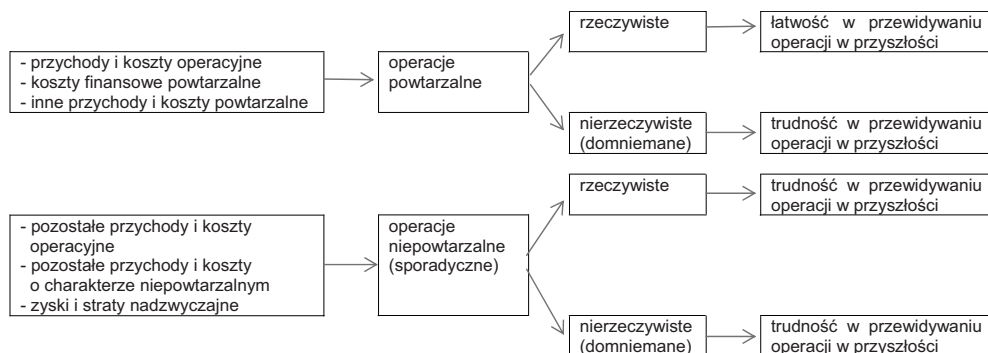 - przychody i koszty operacyjne
- koszty finansowe powtarzalne
- inne przychody i koszty powtarzalne
operacje
powtarzalne
rzeczywiste
łatwość w przewidywaniu
operacji w przyszłości
nierzeczywiste
(domniemane)
trudność w przewidywaniu
operacji w przyszłości
- pozostałe przychody i koszty
operacyjne
- pozostałe przychody i koszty
o charakterze niepowtarzalnym
- zyski i straty nadzwyczajne
operacje
niepowtarzalne
(sporadyczne)
rzeczywiste
trudność w przewidywaniu
operacji w przyszłości
nierzeczywiste
(domniemane)
trudność w przewidywaniu
operacji w przyszłości